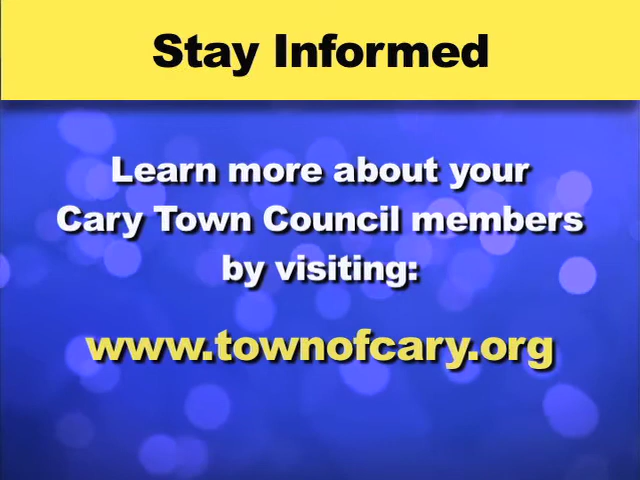 Stay Informed
Learn more about your
Cary Town Council members
by visiting:
www.townofcary.org